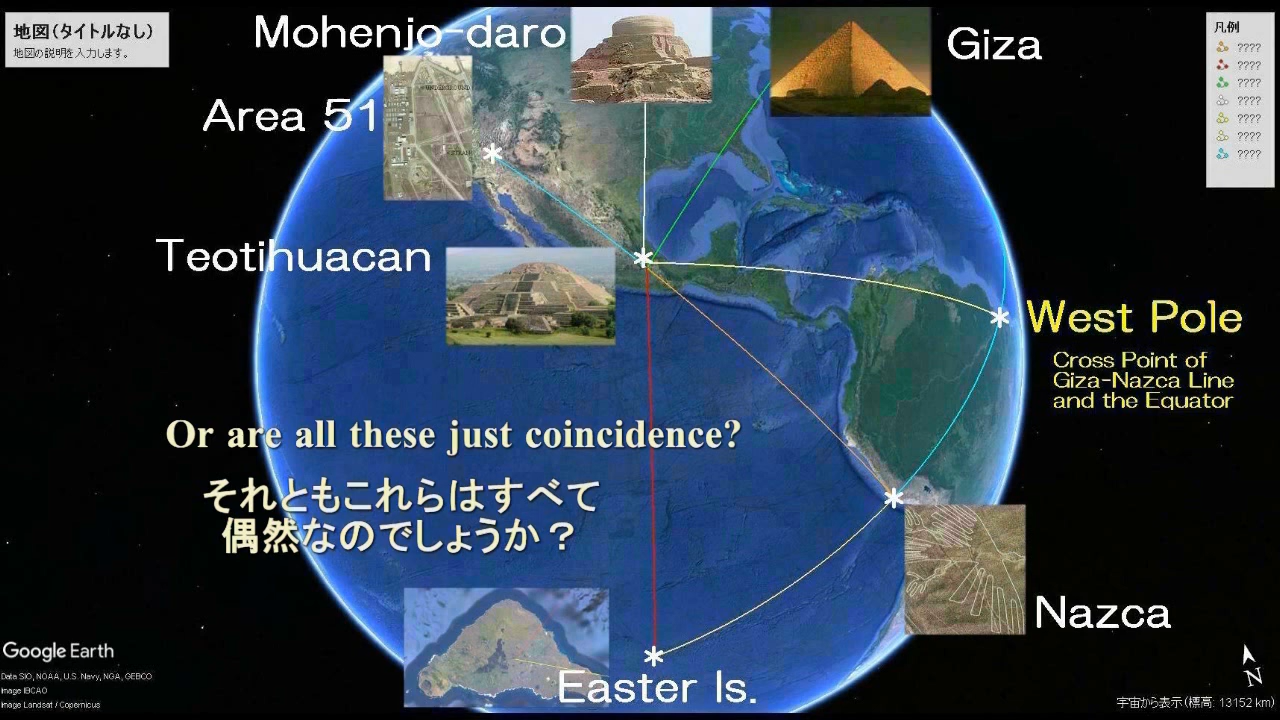 地図(タイトルなし)
地図の説明を入力します。
Mohenjo-daro
Giza
凡例
????
????
????
????
????
????
????
Area 51
UNDERGROUND
Teotihuacan
West Pole
Cross Point of
Giza-Nazca Line
and the Equator
Or are all these just coincidence?
それともこれらはすべて
偶然なのでしょうか？
Nazca
Easter Is.
Google Earth
Data SIO, NOAA, U.S. Navy, NGA, GEBCO
Image IBCAO
Image Landsat / Copernicus
N
宇宙から表示(標高: 13152 km)